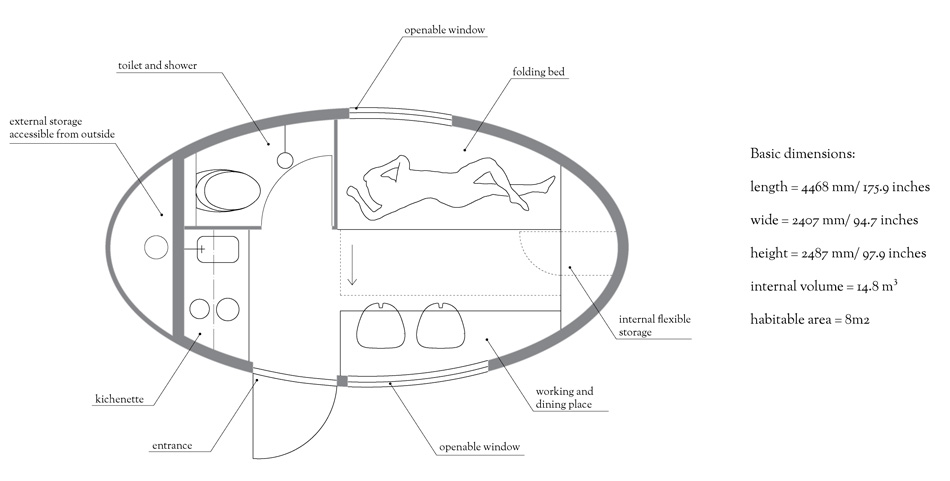 openable window
toilet and shower
folding bed
external storage
accessible from outside
Basic dimensions:
length = 4468 mm/ 175.9 inches
wide = 2407 mm/ 94.7 inches
height = 2487 mm/ 97.9 inches
internal volume = 14.8 m³
habitable area = 8m2
internal flexible
storage
kichenette
working and
dining place
entrance
openable window